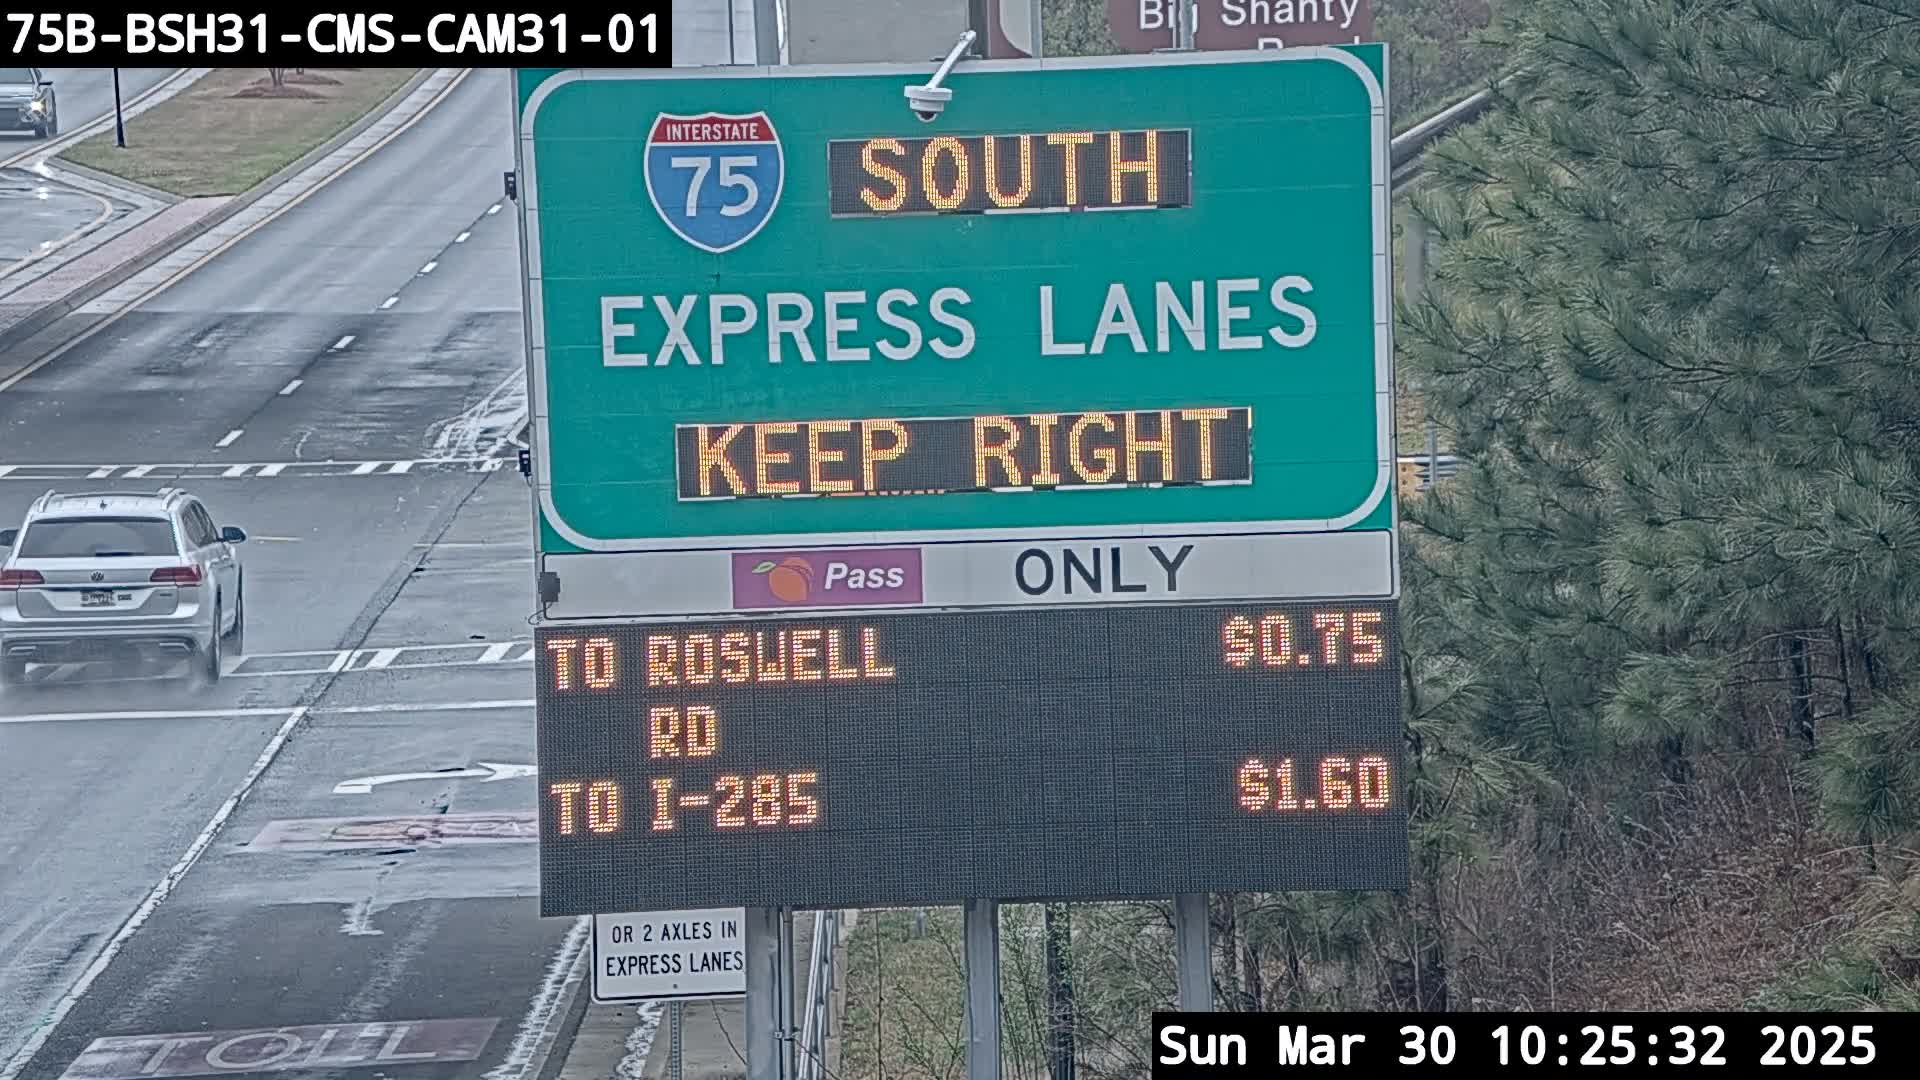 75B-BSH31-CMS-CAM31-01
Big Shanty
INTERSTATE
75
SOUTH
EXPRESS LANES
KEEP RIGHT
Pass ONLY
TO ROSWELL $0.75
RD
TO I-285 $1.60
OR 2 AXLES IN
EXPRESS LANES
TOLL
Sun Mar 30 10:25:32 2025